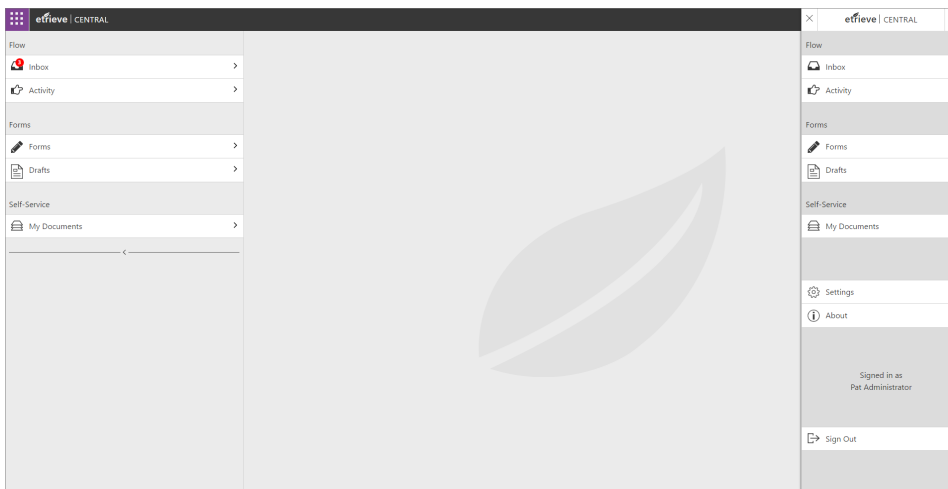 etrieve | CENTRAL
Flow
Inbox
Activity
Forms
Forms
Drafts
Self-Service
My Documents
etrieve | CENTRAL
Flow
Inbox
Activity
Forms
Forms
Drafts
Self-Service
My Documents
Settings
About
Signed in as
Pat Administrator
Sign Out